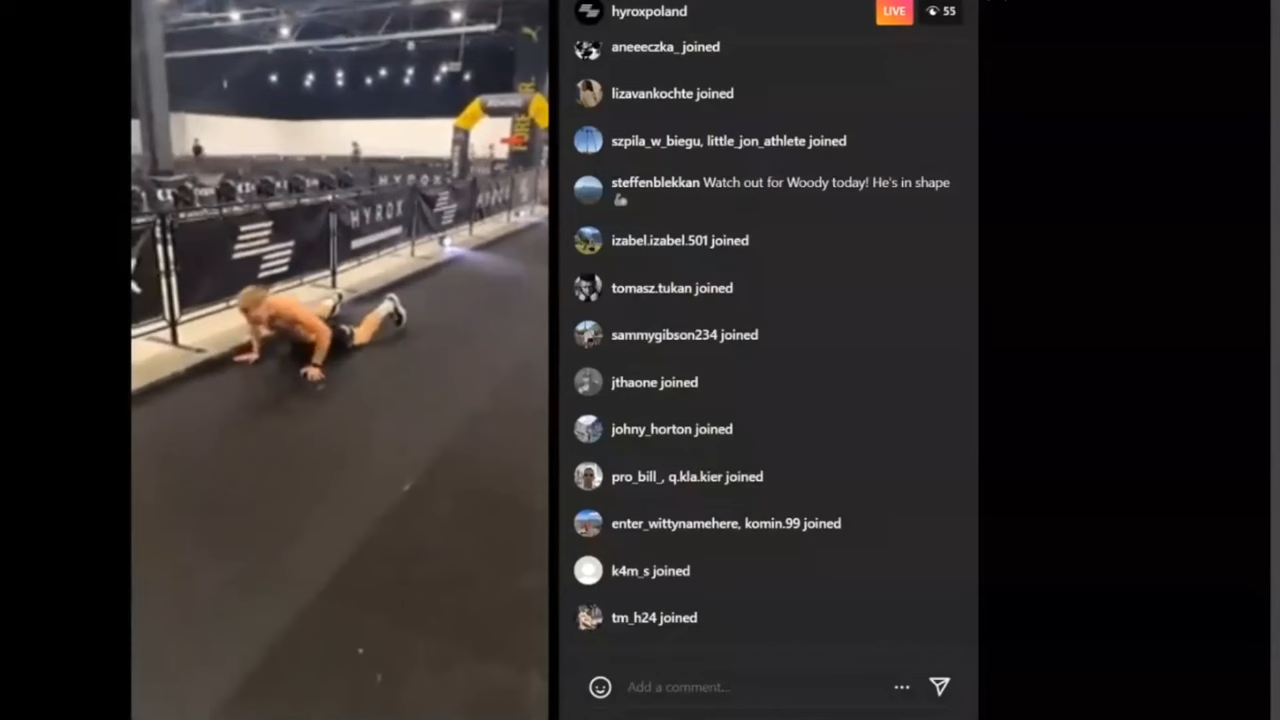 hyroxpoland
LIVE
55
aneeeczka_ joined
lizavankochte joined
szpila_w_biegu, little_jon_athlete joined
steffenblekkan Watch out for Woody today! He's in shape
izabel.izabel.501 joined
tomasz.tukan joined
sammygibson234 joined
jthaone joined
johny_horton joined
pro_bill_, q.kla.kier joined
enter_wittynamehere, komin.99 joined
k4m_s joined
tm_h24 joined
Add a comment...
HYROX
HYROX